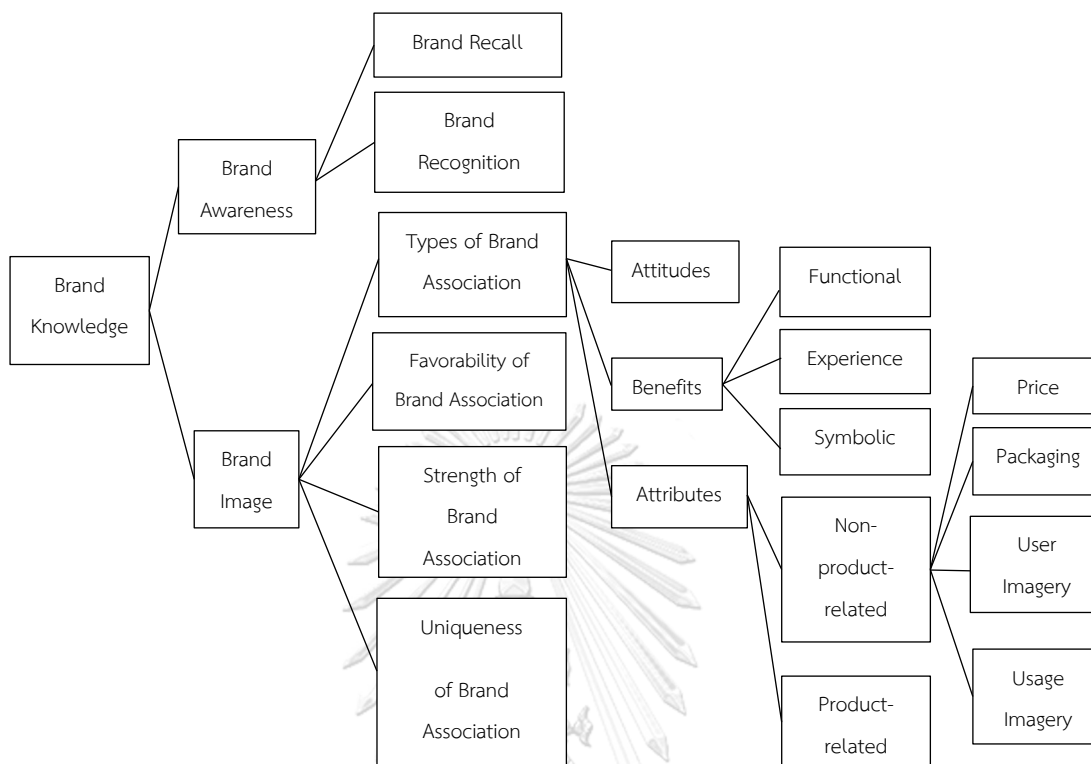 Brand Recall
Brand
Recognition
Brand
Awareness
Types of Brand
Association
Attitudes
Functional
Brand
Knowledge
Favorability of
Brand Association
Benefits
Experience
Price
Symbolic
Packaging
Brand
Image
Strength of
Brand
Association
Attributes
Non-
product-
related
User
Imagery
Uniqueness
of Brand
Association
Product-
related
Usage
Imagery